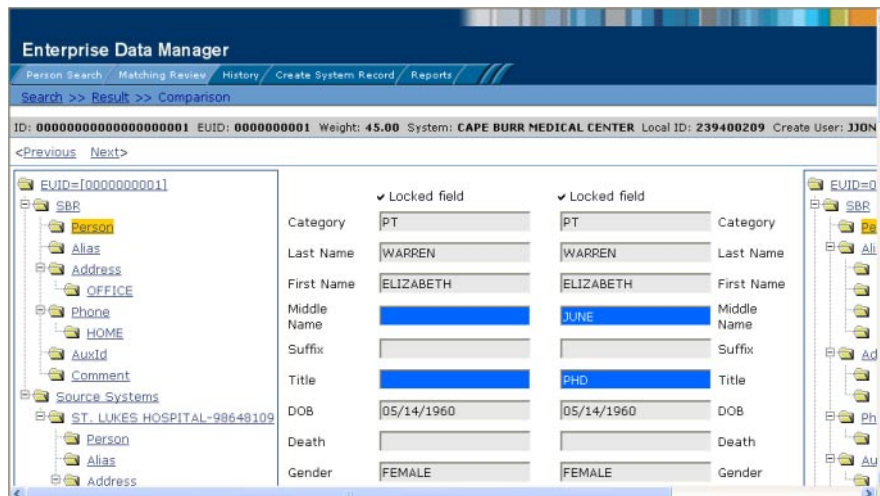 Enterprise Data Manager
Person Search Matching Review History Create System Record Reports
Search >> Result >> Comparison
ID: 00000000000000000001 EUID: 0000000001 Weight: 45.00 System: CAPE BURR MEDICAL CENTER Local ID: 239400209 Create User: JJON
<Previous Next>
EUID=[0000000001]
SBR
Person
Alias
Address
OFFICE
Phone
HOME
AuxId
Comment
Source Systems
ST. LUKES HOSPITAL-98648109
Person
Alias
Address
Locked field Locked field
Category PT PT Category
Last Name WARREN WARREN Last Name
First Name ELIZABETH ELIZABETH First Name
Middle Name JUNE Middle Name
Suffix Suffix
Title PHD Title
DOB 05/14/1960 05/14/1960 DOB
Death Death
Gender FEMALE FEMALE Gender
EUID=0
SBR
Pe
Ali
Ad
Ph
Au